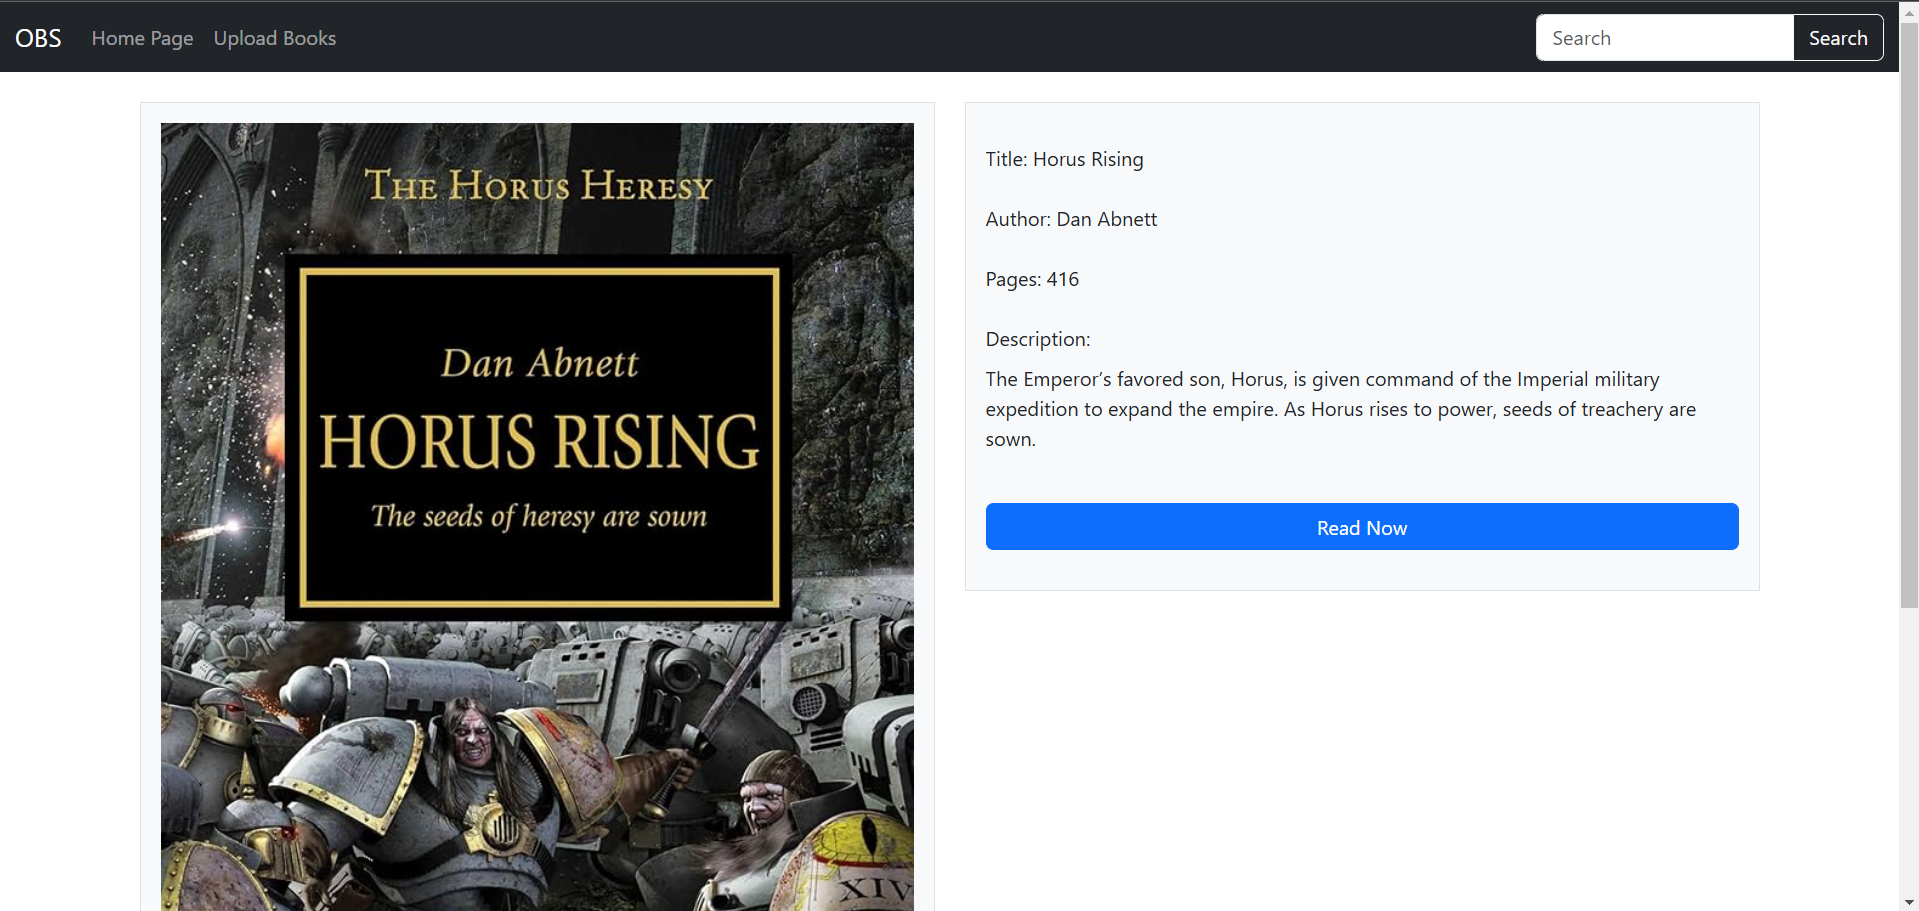 OBS Home Page Upload Books Search Search
THE HORUS HERESY
Dan Abnett
HORUS RISING
The seeds of heresy are sown
XIV
Title: Horus Rising
Author: Dan Abnett
Pages: 416
Description:
The Emperor’s favored son, Horus, is given command of the Imperial military
expedition to expand the empire. As Horus rises to power, seeds of treachery are
sown.
Read Now